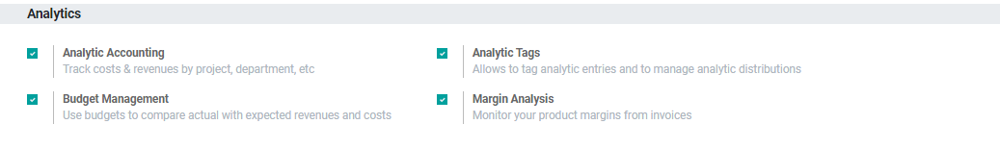 Analytics
Analytic Accounting
Track costs & revenues by project, department, etc
Analytic Tags
Allows to tag analytic entries and to manage analytic distributions
Budget Management
Use budgets to compare actual with expected revenues and costs
Margin Analysis
Monitor your product margins from invoices